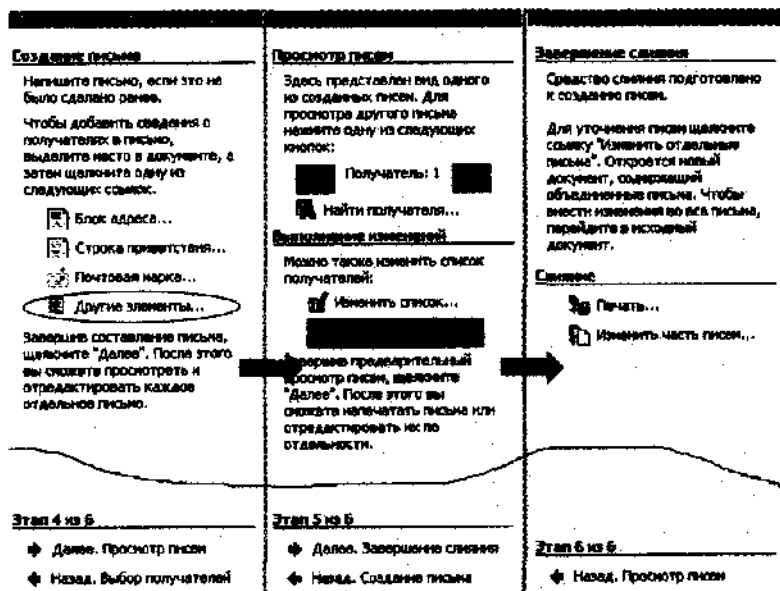 Создание письма
Напишите письмо, если это не
было сделано ранее.
Чтобы добавить сведения о
получателях в письмо,
выделите место в документе, а
затем щелкните одну из
следующих ссылок.
Блок адреса...
Строка приветствия...
Почтовая марка...
Другие элементы...
Завершив составление письма,
щелкните "Далее". После этого
вы сможете просмотреть и
отредактировать каждое
отдельное письмо.
Этап 4 из 6
Далее. Просмотр писем
Назад. Выбор получателей
Просмотр писем
Здесь представлен вид одного
из созданных писем. Для
просмотра другого письма
нажмите одну из следующих
кнопок:
Получатель: 1
Найти получателя...
Выполнение изменений
Можно также изменить список
получателей:
Изменить список...
Завершив предварительный
просмотр писем, щелкните
"Далее". После этого вы
сможете напечатать письма или
отредактировать их по
отдельности.
Этап 5 из 6
Далее. Завершение слияния
Назад. Создание письма
Завершение слияния
Средство слияния подготовлено
к созданию писем.
Для уточнения писем щелкните
ссылку "Изменить отдельные
письма". Откроется новый
документ, содержащий
объединенные письма. Чтобы
внести изменения во все письма,
перейдите в исходный
документ.
Слияние
Печать...
Изменить часть писем...
Этап 6 из 6
Назад. Просмотр писем